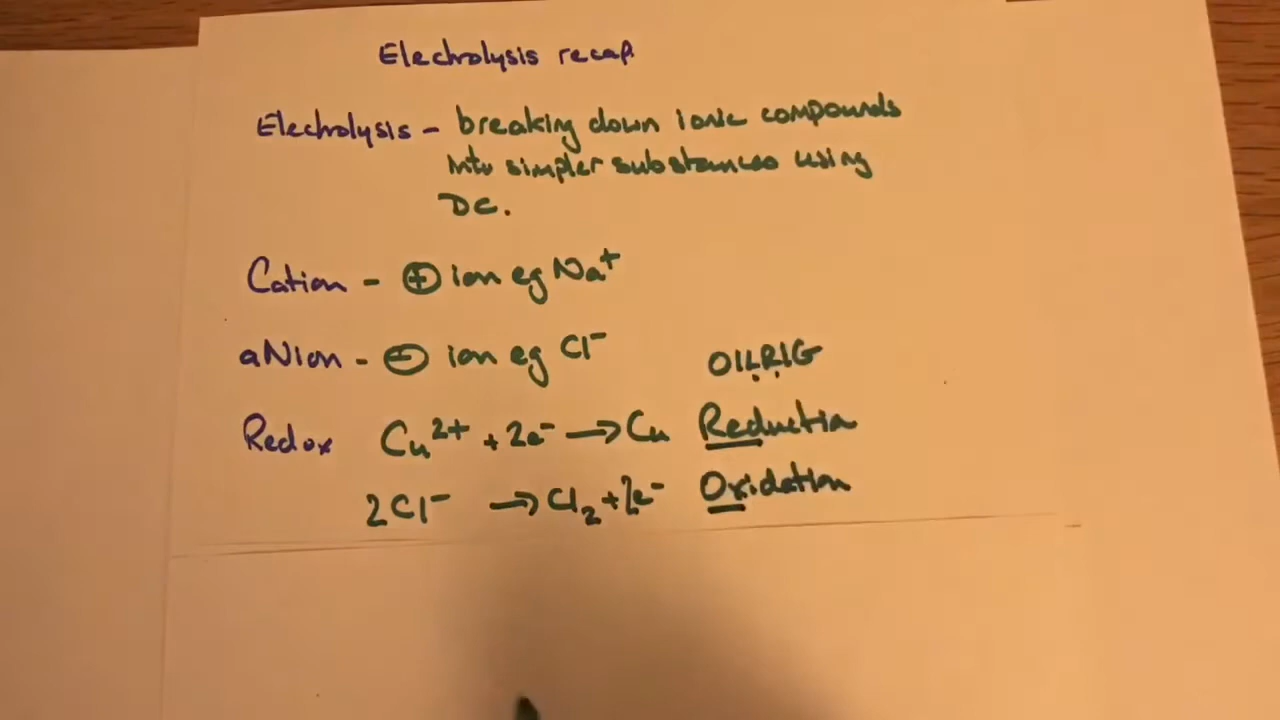 Electrolysis recap.
Electrolysis - breaking down ionic compounds
into simpler substances using
DC.
Cation - ⊕ ion eg Na⁺
aNion - ⊖ ion eg Cl⁻
OILRIG
Redox Cu²⁺ + 2e⁻ → Cu Reduction
2Cl⁻ → Cl₂ + 2e⁻ Oxidation